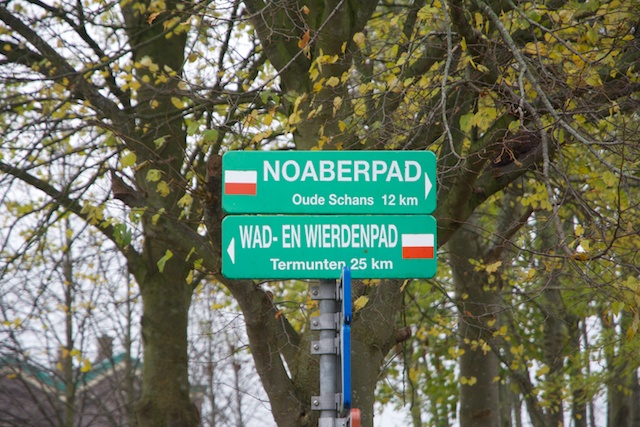 NOABERPAD
Oude Schans 12 km
WAD- EN WIERDENPAD
Termunten 25 km